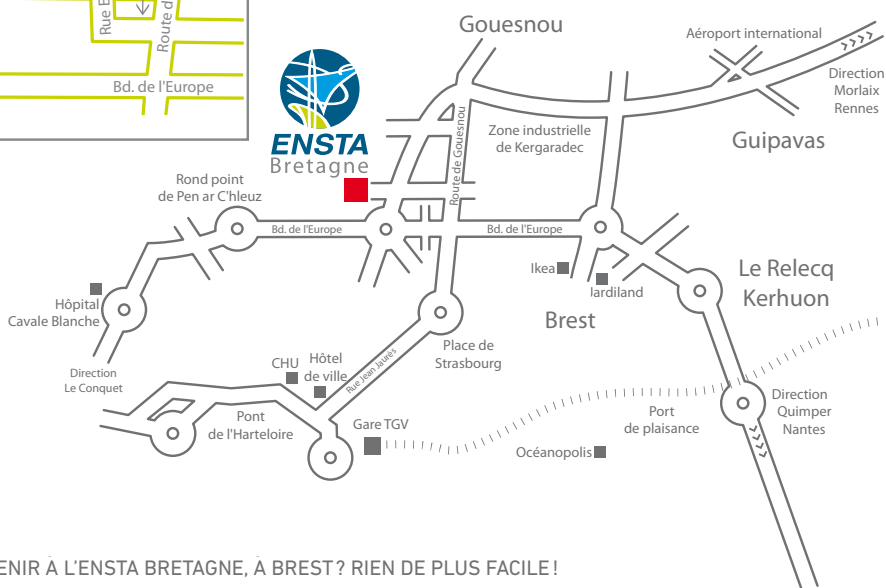 Rue
Route d
Bd. de l'Europe
Gouesnou
Aéroport international
Direction
Morlaix
Rennes
ENSTA
Bretagne
Zone industrielle
de Kergaradec
Guipavas
Route de Gouesnou
Rond point
de Pen ar C'hleuz
Bd. de l'Europe
Bd. de l'Europe
Ikea
Jardiland
Le Relecq
Kerhuon
Hôpital
Cavale Blanche
Brest
Place de
Strasbourg
Direction
Le Conquet
CHU
Hôtel
de ville
Rue Jean Jaurès
Pont
de l'Harteloire
Gare TGV
Port
de plaisance
Direction
Quimper
Nantes
Océanopolis
ENIR À L'ENSTA BRETAGNE, À BREST ? RIEN DE PLUS FACILE !